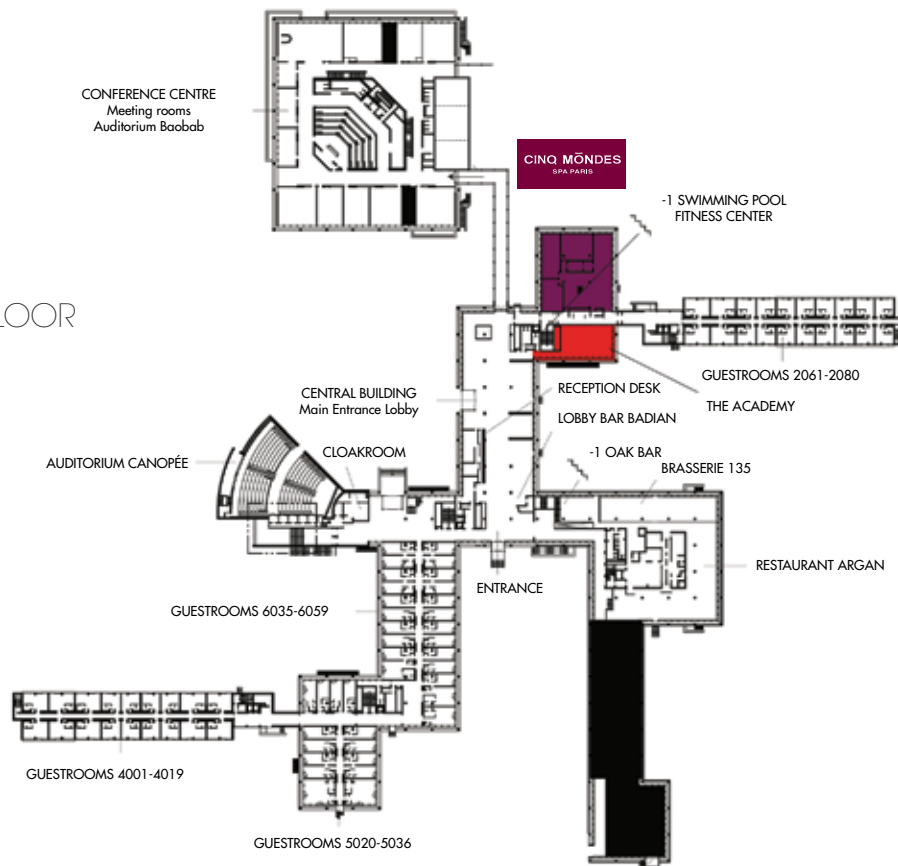 CONFERENCE CENTRE
Meeting rooms
Auditorium Baobab
CINQ MŌNDES
SPA PARIS
-1 SWIMMING POOL
FITNESS CENTER
LOOR
GUESTROOMS 2061-2080
RECEPTION DESK
CENTRAL BUILDING
Main Entrance Lobby
THE ACADEMY
LOBBY BAR BADIAN
CLOAKROOM
-1 OAK BAR
AUDITORIUM CANOPÉE
BRASSERIE 135
RESTAURANT ARGAN
ENTRANCE
GUESTROOMS 6035-6059
GUESTROOMS 4001-4019
GUESTROOMS 5020-5036